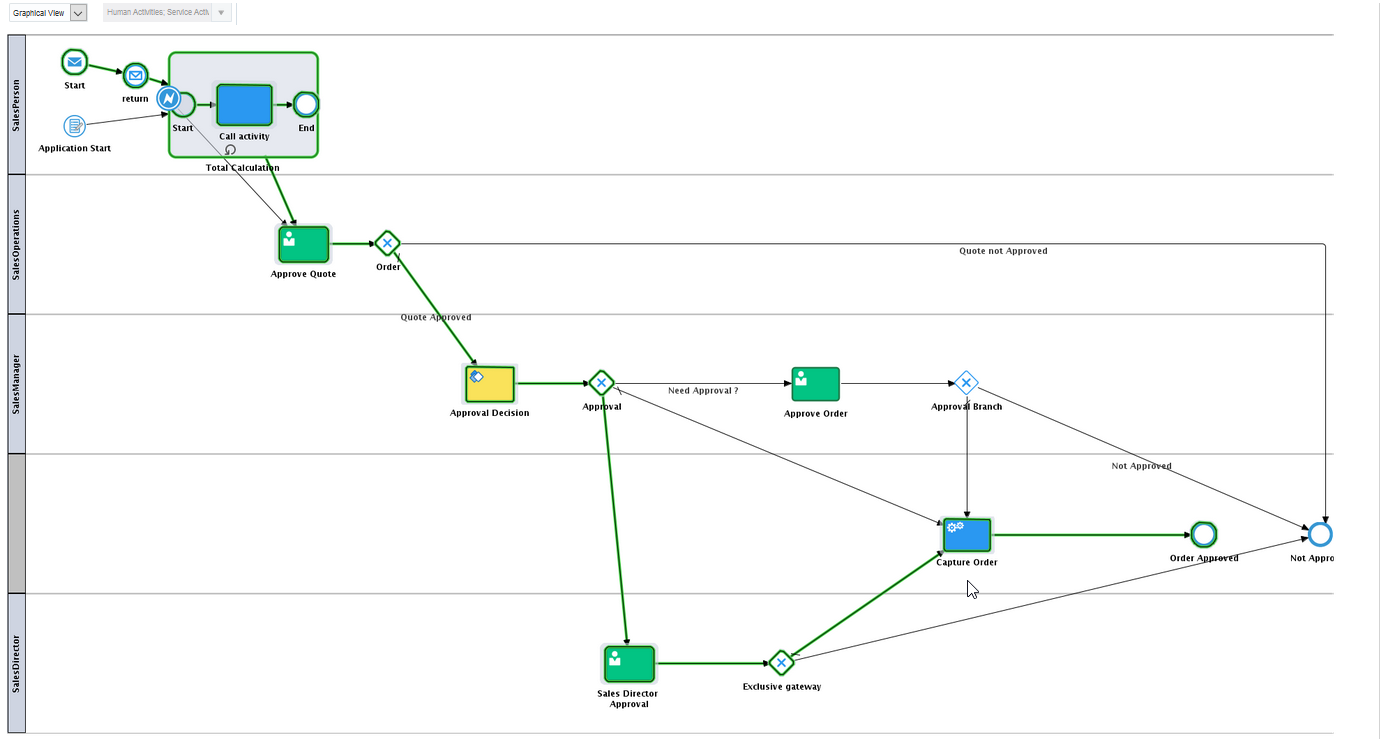 Graphical View
Human Activities; Service Activ
SalesPerson
Start
return
Application Start
Start
Call activity
End
Total Calculation
SalesOperations
Approve Quote
Order
Quote not Approved
Quote Approved
SalesManager
Approval Decision
Approval
Need Approval ?
Approve Order
Approval Branch
Not Approved
Capture Order
Order Approved
Not Appro
SalesDirector
Sales Director
Approval
Exclusive gateway